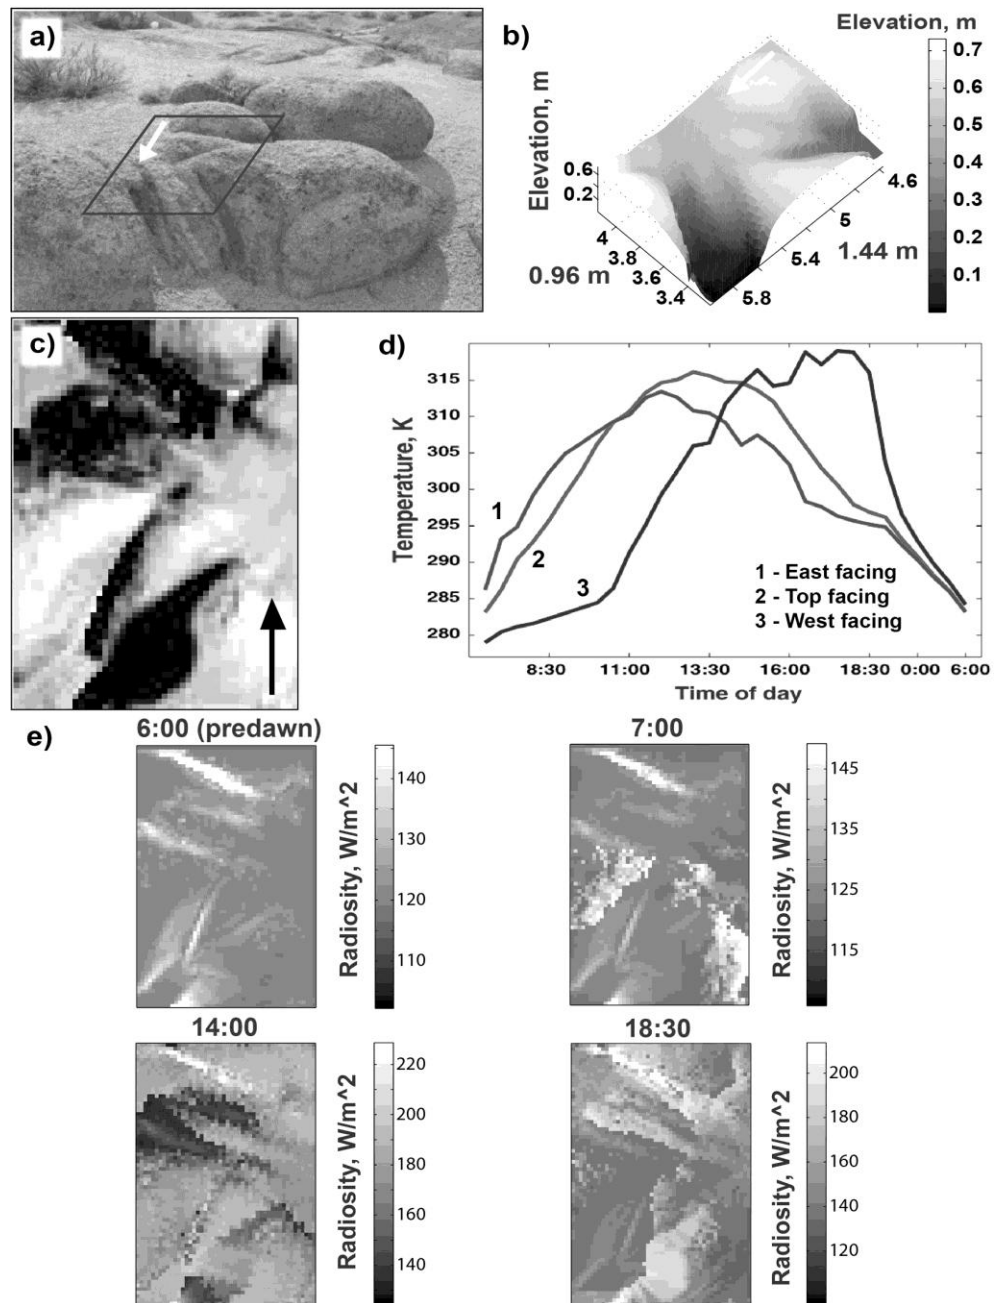 a)
b)
Elevation, m
0.7
0.6
0.5
0.4
0.3
0.2
0.1
Elevation, m
0.6
0.2
4
3.8
3.6
3.4
0.96 m
4.6
5
5.4
5.8
1.44 m
c)
d)
Temperature, K
315
310
305
300
295
290
285
280
1
2
3
1 - East facing
2 - Top facing
3 - West facing
8:30 11:00 13:30 16:00 18:30 0:00 6:00
Time of day
e)
6:00 (predawn)
140
130
120
110
Radiosity, W/m^2
7:00
145
135
125
115
Radiosity, W/m^2
14:00
220
200
180
160
140
Radiosity, W/m^2
18:30
200
180
160
140
120
Radiosity, W/m^2